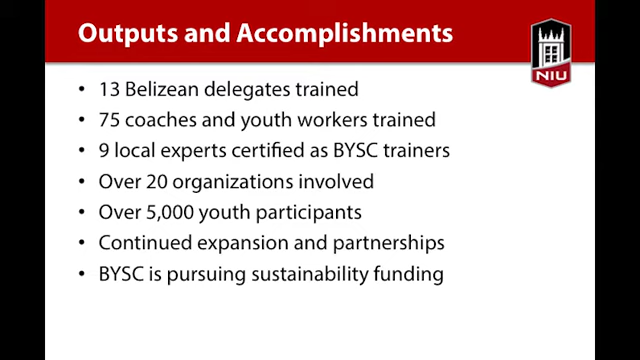 Outputs and Accomplishments
NIU
• 13 Belizean delegates trained
• 75 coaches and youth workers trained
• 9 local experts certified as BYSC trainers
• Over 20 organizations involved
• Over 5,000 youth participants
• Continued expansion and partnerships
• BYSC is pursuing sustainability funding